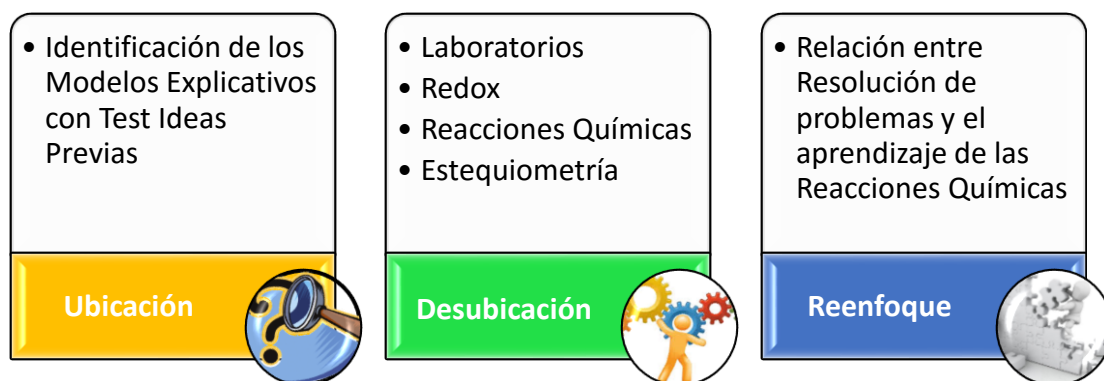 • Identificación de los
Modelos Explicativos
con Test Ideas
Previas
Ubicación
• Laboratorios
• Redox
• Reacciones Químicas
• Estequiometría
Desubicación
• Relación entre
Resolución de
problemas y el
aprendizaje de las
Reacciones Químicas
Reenfoque